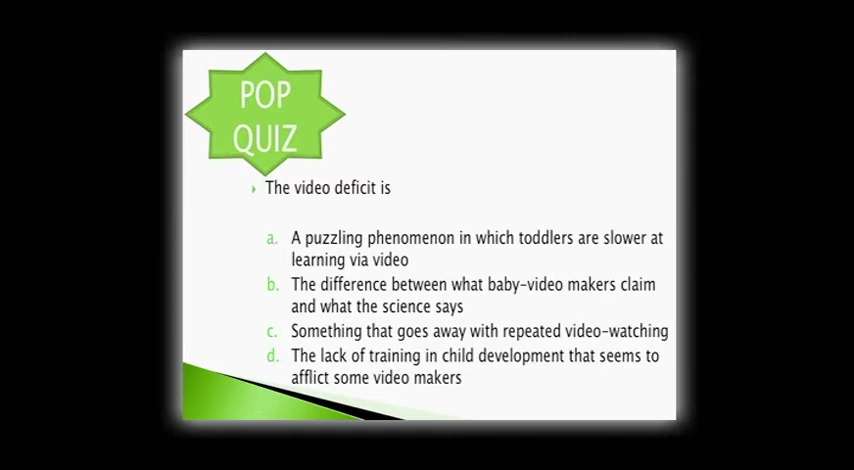 POP
QUIZ
The video deficit is
a. A puzzling phenomenon in which toddlers are slower at
learning via video
b. The difference between what baby-video makers claim
and what the science says
c. Something that goes away with repeated video-watching
d. The lack of training in child development that seems to
afflict some video makers